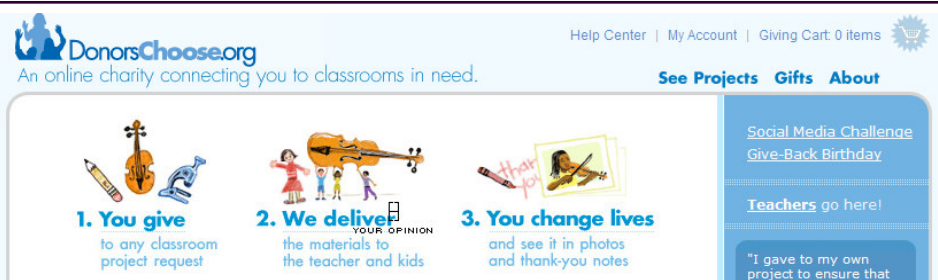 DonorsChoose.org
An online charity connecting you to classrooms in need.
Help Center | My Account | Giving Cart: 0 items
See Projects Gifts About
thank
you
1. You give
to any classroom
project request
2. We deliver
YOUR OPINION
the materials to
the teacher and kids
3. You change lives
and see it in photos
and thank-you notes
Social Media Challenge
Give-Back Birthday
Teachers go here!
"I gave to my own
project to ensure that